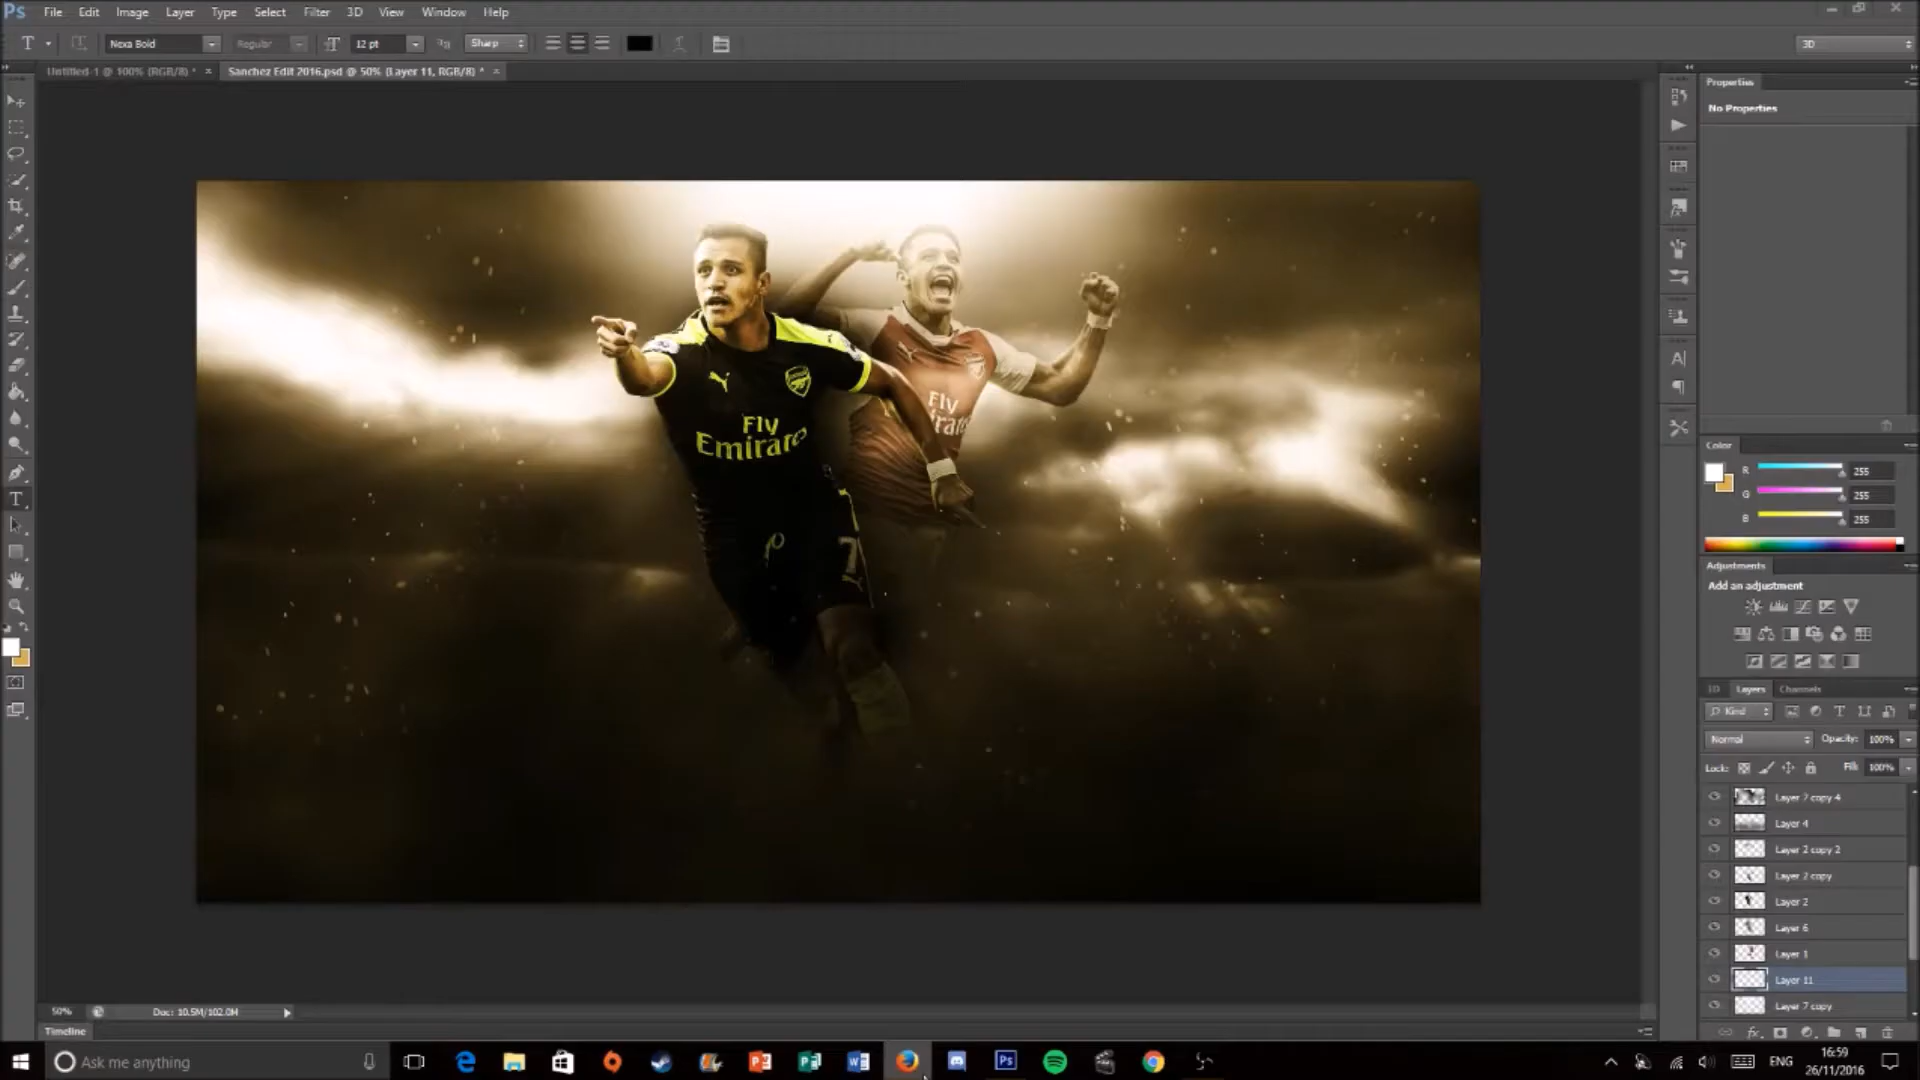 Ps File Edit Image Layer Type Select Filter 3D View Window Help
T Nexa Bold Regular 12 pt Sharp 3D
Untitled-1 @ 100% (RGB/8) * × Sanchez Edit 2016.psd @ 50% (Layer 11, RGB/8) * ×
Properties
No Properties
Fly
Emirates
Fly
7
Color
R 255
G 255
B 255
Adjustments
Add an adjustment
3D Layers Channels
Kind
Normal Opacity: 100%
Lock: Fill: 100%
Layer 7 copy 4
Layer 4
Layer 2 copy 2
Layer 2 copy
Layer 2
Layer 6
Layer 1
Layer 11
Layer 7 copy
50% Doc: 10.5M/102.0M
Timeline
Ask me anything
ENG
16:59
26/11/2016